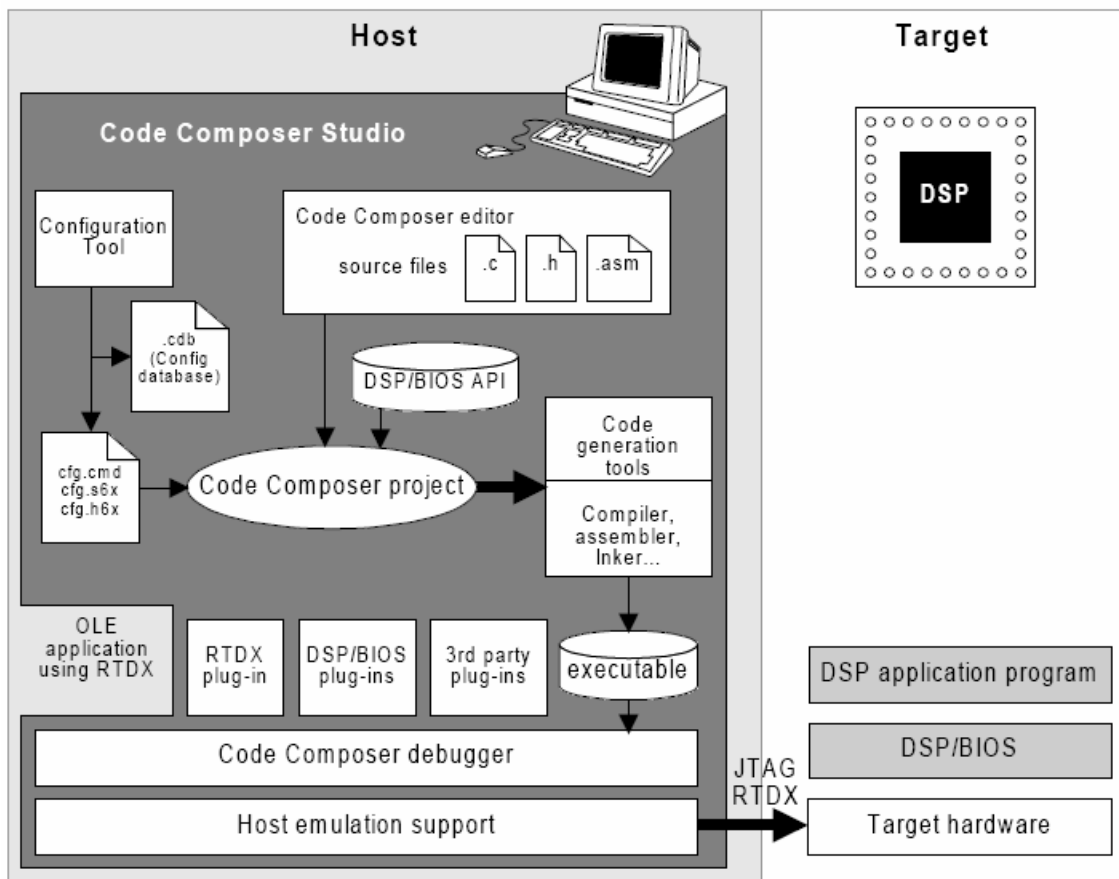 Host
Target
Code Composer Studio
DSP
Configuration
Tool
Code Composer editor
source files
.c
.h
.asm
.cdb
(Config
database)
DSP/BIOS API
Code
generation
tools
cfg.cmd
cfg.s6x
cfg.h6x
Code Composer project
Compiler,
assembler,
lnker...
OLE
application
using RTDX
RTDX
plug-in
DSP/BIOS
plug-ins
3rd party
plug-ins
executable
DSP application program
Code Composer debugger
DSP/BIOS
JTAG
RTDX
Host emulation support
Target hardware